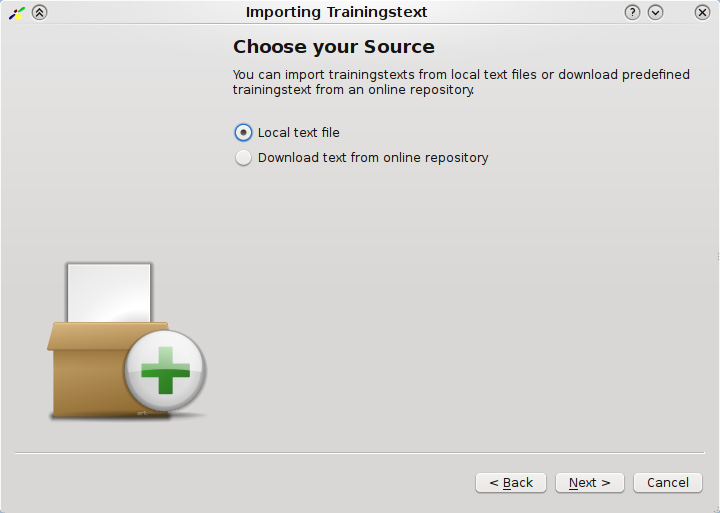 Importing Trainingstext
Choose your Source
You can import trainingstexts from local text files or download predefined
trainingstext from an online repository.
Local text file
Download text from online repository
< Back
Next >
Cancel